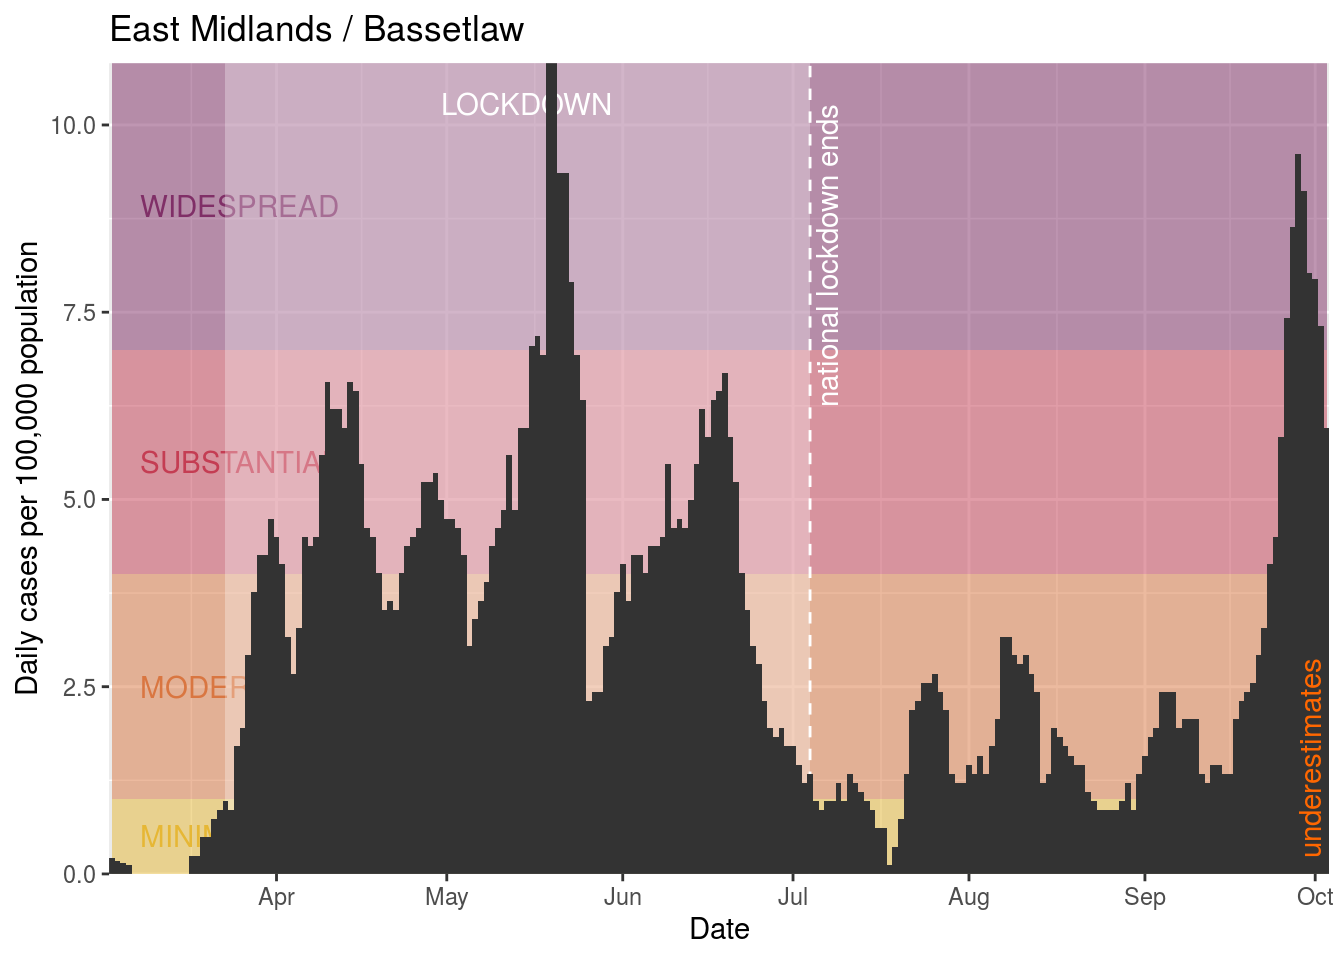 East Midlands / Bassetlaw
LOCKDOWN
WIDESPREAD
SUBSTANTIA
MODER
MINIM
national lockdown ends
underestimates
Daily cases per 100,000 population
10.0
7.5
5.0
2.5
0.0
Apr May Jun Jul Aug Sep Oct
Date